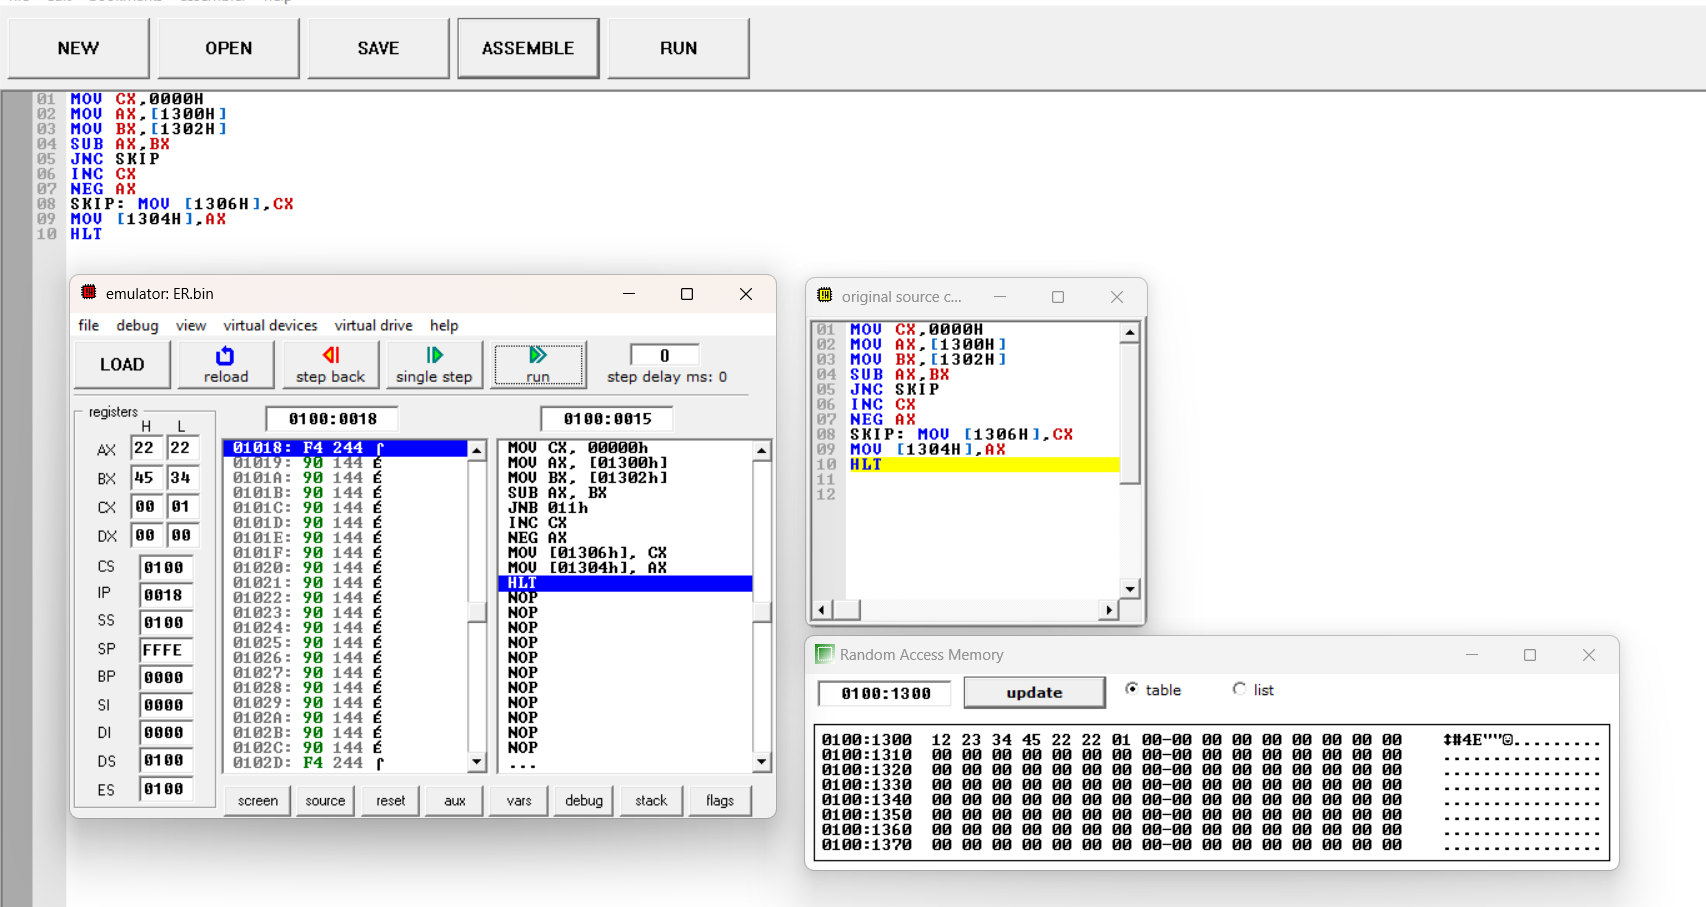 NEW OPEN SAVE ASSEMBLE RUN
01 MOV CX,0000H
02 MOV AX,[1300H]
03 MOV BX,[1302H]
04 SUB AX,BX
05 JNC SKIP
06 INC CX
07 NEG AX
08 SKIP: MOV [1306H],CX
09 MOV [1304H],AX
10 HLT
emulator: ER.bin
file debug view virtual devices virtual drive help
LOAD reload step back single step run 0
step delay ms: 0
registers
H L
AX 22 22
BX 45 34
CX 00 01
DX 00 00
CS 0100
IP 0018
SS 0100
SP FFFE
BP 0000
SI 0000
DI 0000
DS 0100
ES 0100
0100:0018
01018: F4 244 ⌠
01019: 90 144 É
0101A: 90 144 É
0101B: 90 144 É
0101C: 90 144 É
0101D: 90 144 É
0101E: 90 144 É
0101F: 90 144 É
01020: 90 144 É
01021: 90 144 É
01022: 90 144 É
01023: 90 144 É
01024: 90 144 É
01025: 90 144 É
01026: 90 144 É
01027: 90 144 É
01028: 90 144 É
01029: 90 144 É
0102A: 90 144 É
0102B: 90 144 É
0102C: 90 144 É
0102D: F4 244 ⌠
0100:0015
MOV CX, 00000h
MOV AX, [01300h]
MOV BX, [01302h]
SUB AX, BX
JNB 011h
INC CX
NEG AX
MOV [01306h], CX
MOV [01304h], AX
HLT
NOP
NOP
NOP
NOP
NOP
NOP
NOP
NOP
NOP
NOP
NOP
...
screen source reset aux vars debug stack flags
original source c...
01 MOV CX,0000H
02 MOV AX,[1300H]
03 MOV BX,[1302H]
04 SUB AX,BX
05 JNC SKIP
06 INC CX
07 NEG AX
08 SKIP: MOV [1306H],CX
09 MOV [1304H],AX
10 HLT
11
12
Random Access Memory
0100:1300 update table list
0100:1300 12 23 34 45 22 22 01 00-00 00 00 00 00 00 00 00 ↕#4E""☺.........
0100:1310 00 00 00 00 00 00 00 00-00 00 00 00 00 00 00 00 ................
0100:1320 00 00 00 00 00 00 00 00-00 00 00 00 00 00 00 00 ................
0100:1330 00 00 00 00 00 00 00 00-00 00 00 00 00 00 00 00 ................
0100:1340 00 00 00 00 00 00 00 00-00 00 00 00 00 00 00 00 ................
0100:1350 00 00 00 00 00 00 00 00-00 00 00 00 00 00 00 00 ................
0100:1360 00 00 00 00 00 00 00 00-00 00 00 00 00 00 00 00 ................
0100:1370 00 00 00 00 00 00 00 00-00 00 00 00 00 00 00 00 ................